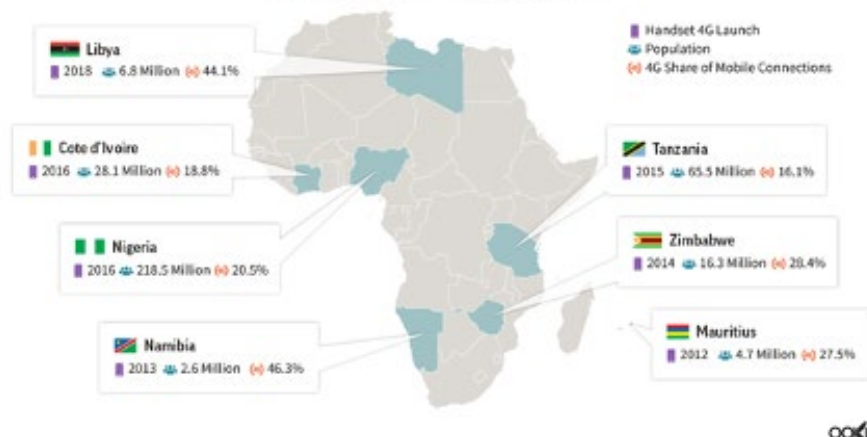 Handset 4G Launch
Population
4G Share of Mobile Connections
Libya
2018 6.8 Million 44.1%
Cote d'Ivoire
2016 28.1 Million 18.8%
Tanzania
2015 65.5 Million 16.1%
Nigeria
2016 218.5 Million 20.5%
Zimbabwe
2014 16.3 Million 28.4%
Namibia
2013 2.6 Million 46.3%
Mauritius
2012 4.7 Million 27.5%